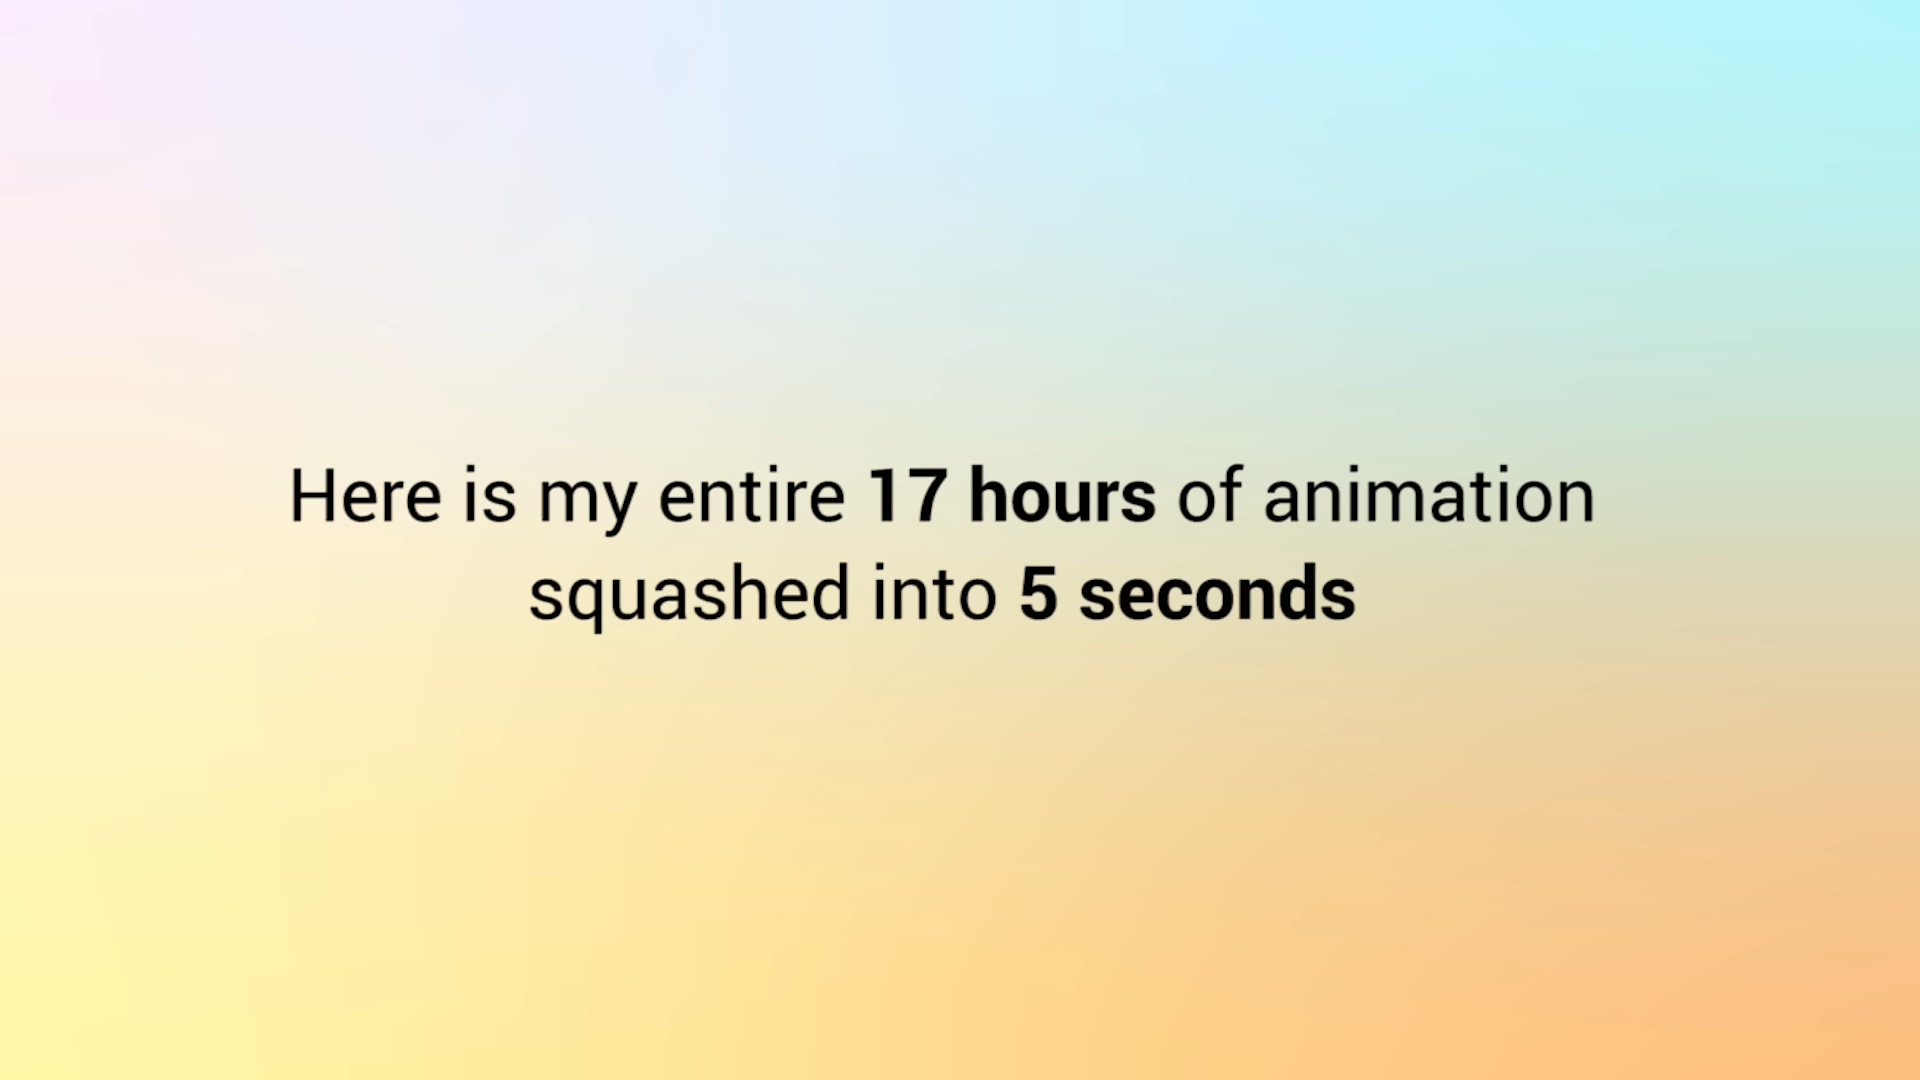 Here is my entire 17 hours of animation
squashed into 5 seconds